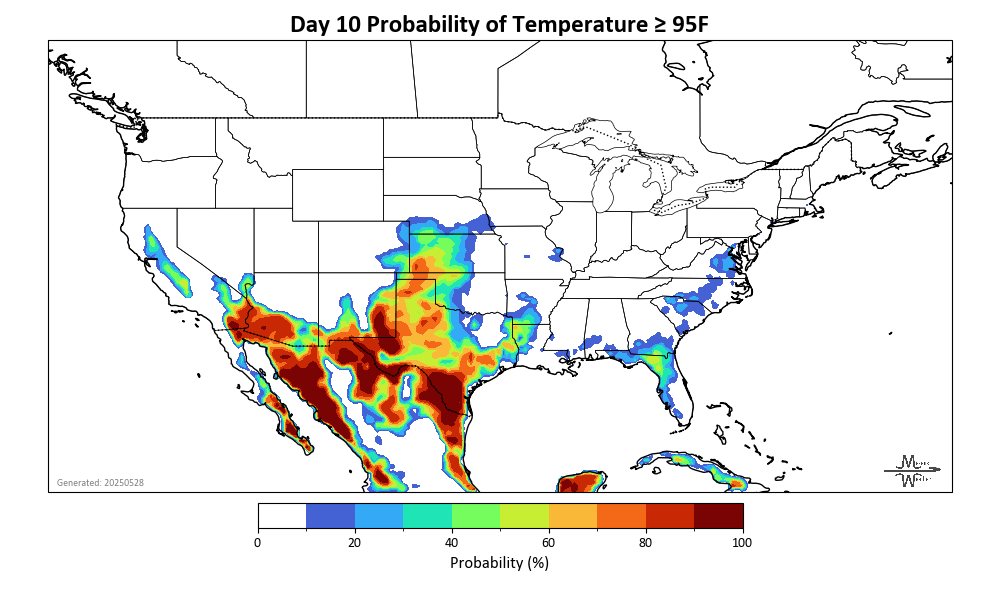 Day 10 Probability of Temperature ≥ 95F
Generated: 20250528
0 20 40 60 80 100
Probability (%)